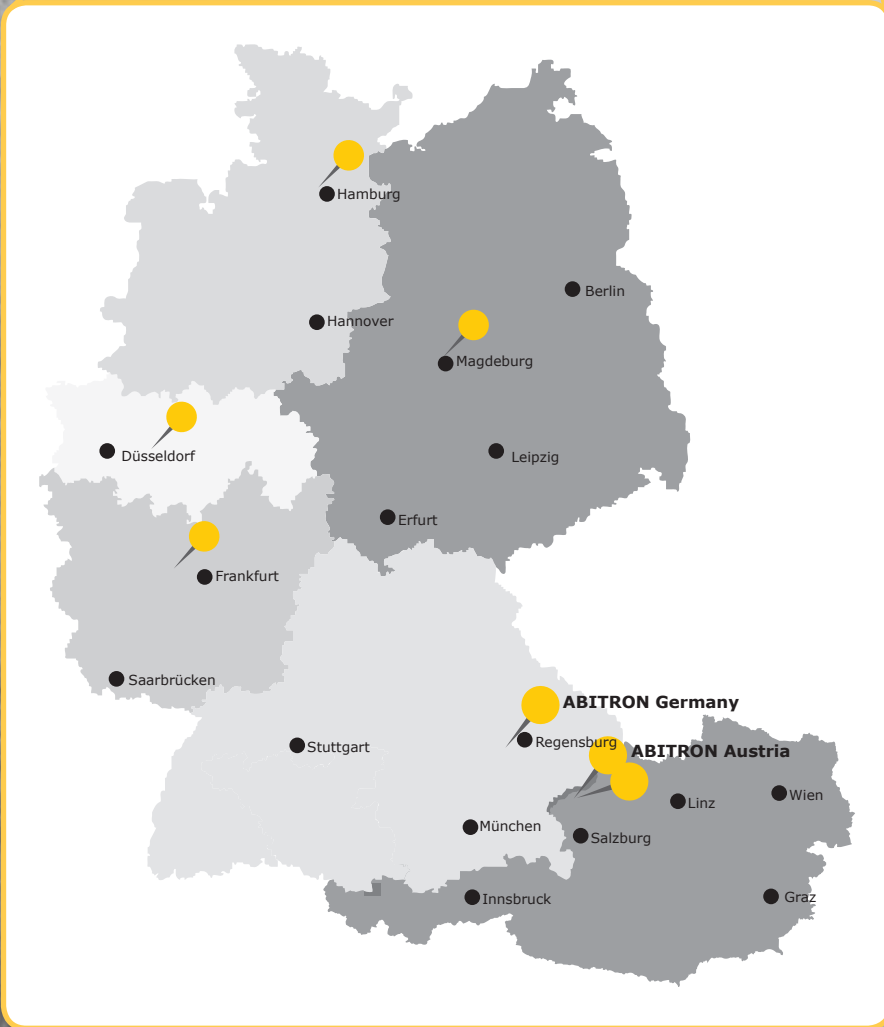 Hamburg
Berlin
Hannover
Magdeburg
Düsseldorf
Leipzig
Erfurt
Frankfurt
Saarbrücken
ABITRON Germany
Regensburg
Stuttgart
ABITRON Austria
Wien
Linz
München
Salzburg
Innsbruck
Graz